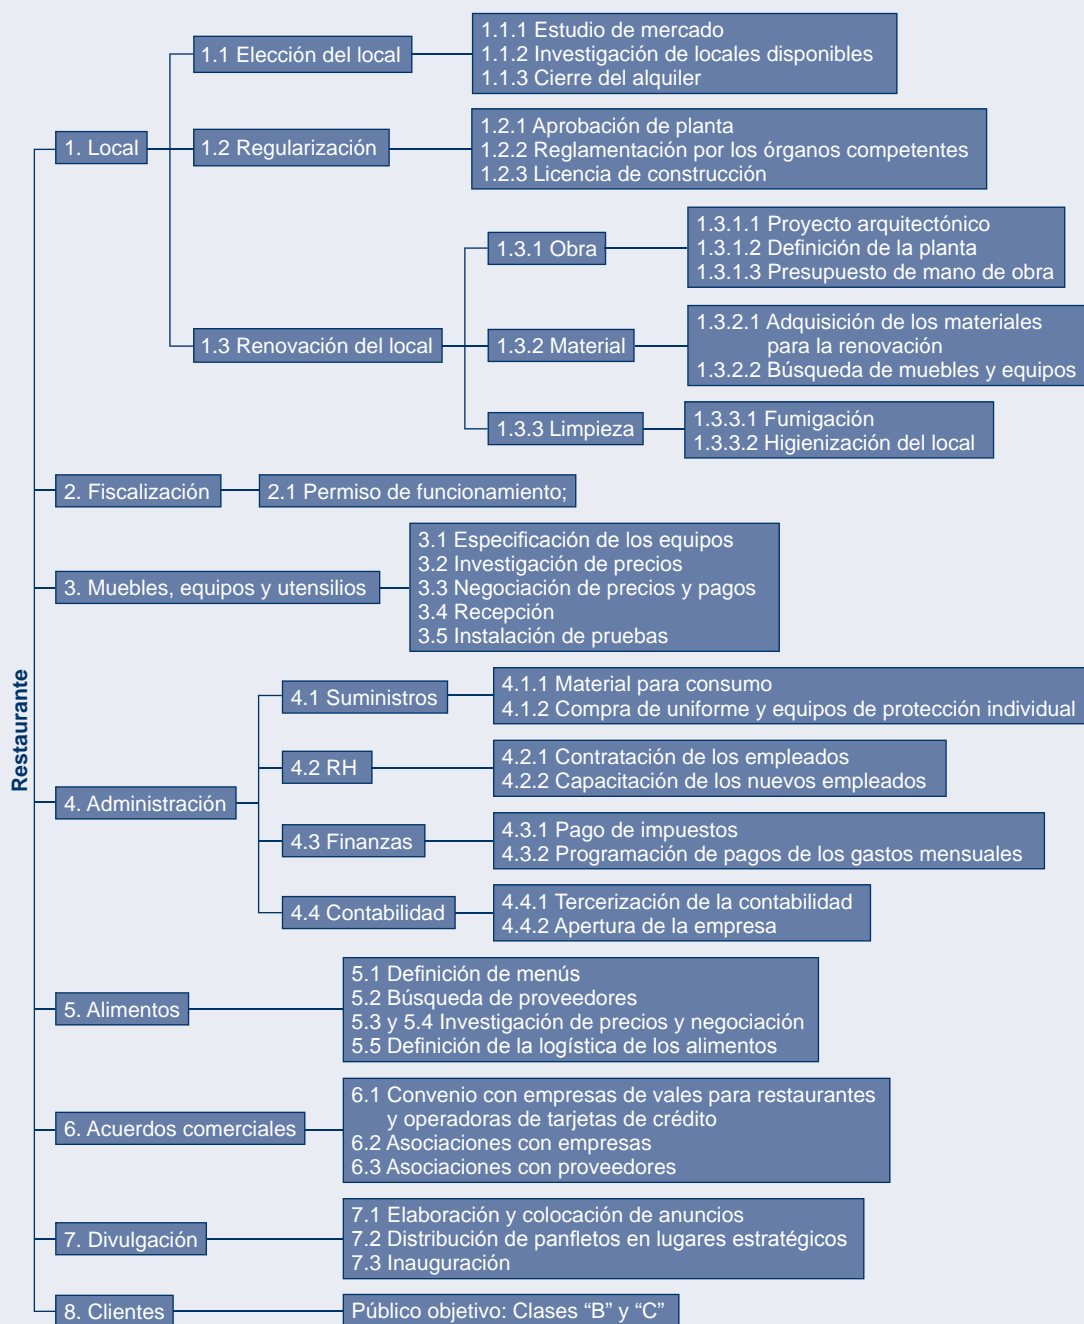 Restaurante
1. Local
1.1 Elección del local
1.1.1 Estudio de mercado
1.1.2 Investigación de locales disponibles
1.1.3 Cierre del alquiler
1.2 Regularización
1.2.1 Aprobación de planta
1.2.2 Reglamentación por los órganos competentes
1.2.3 Licencia de construcción
1.3 Renovación del local
1.3.1 Obra
1.3.1.1 Proyecto arquitectónico
1.3.1.2 Definición de la planta
1.3.1.3 Presupuesto de mano de obra
1.3.2 Material
1.3.2.1 Adquisición de los materiales
para la renovación
1.3.2.2 Búsqueda de muebles y equipos
1.3.3 Limpieza
1.3.3.1 Fumigación
1.3.3.2 Higienización del local
2. Fiscalización
2.1 Permiso de funcionamiento;
3. Muebles, equipos y utensilios
3.1 Especificación de los equipos
3.2 Investigación de precios
3.3 Negociación de precios y pagos
3.4 Recepción
3.5 Instalación de pruebas
4. Administración
4.1 Suministros
4.1.1 Material para consumo
4.1.2 Compra de uniforme y equipos de protección individual
4.2 RH
4.2.1 Contratación de los empleados
4.2.2 Capacitación de los nuevos empleados
4.3 Finanzas
4.3.1 Pago de impuestos
4.3.2 Programación de pagos de los gastos mensuales
4.4 Contabilidad
4.4.1 Tercerización de la contabilidad
4.4.2 Apertura de la empresa
5. Alimentos
5.1 Definición de menús
5.2 Búsqueda de proveedores
5.3 y 5.4 Investigación de precios y negociación
5.5 Definición de la logística de los alimentos
6. Acuerdos comerciales
6.1 Convenio con empresas de vales para restaurantes
y operadoras de tarjetas de crédito
6.2 Asociaciones con empresas
6.3 Asociaciones con proveedores
7. Divulgación
7.1 Elaboración y colocación de anuncios
7.2 Distribución de panfletos en lugares estratégicos
7.3 Inauguración
8. Clientes
Público objetivo: Clases “B” y “C”